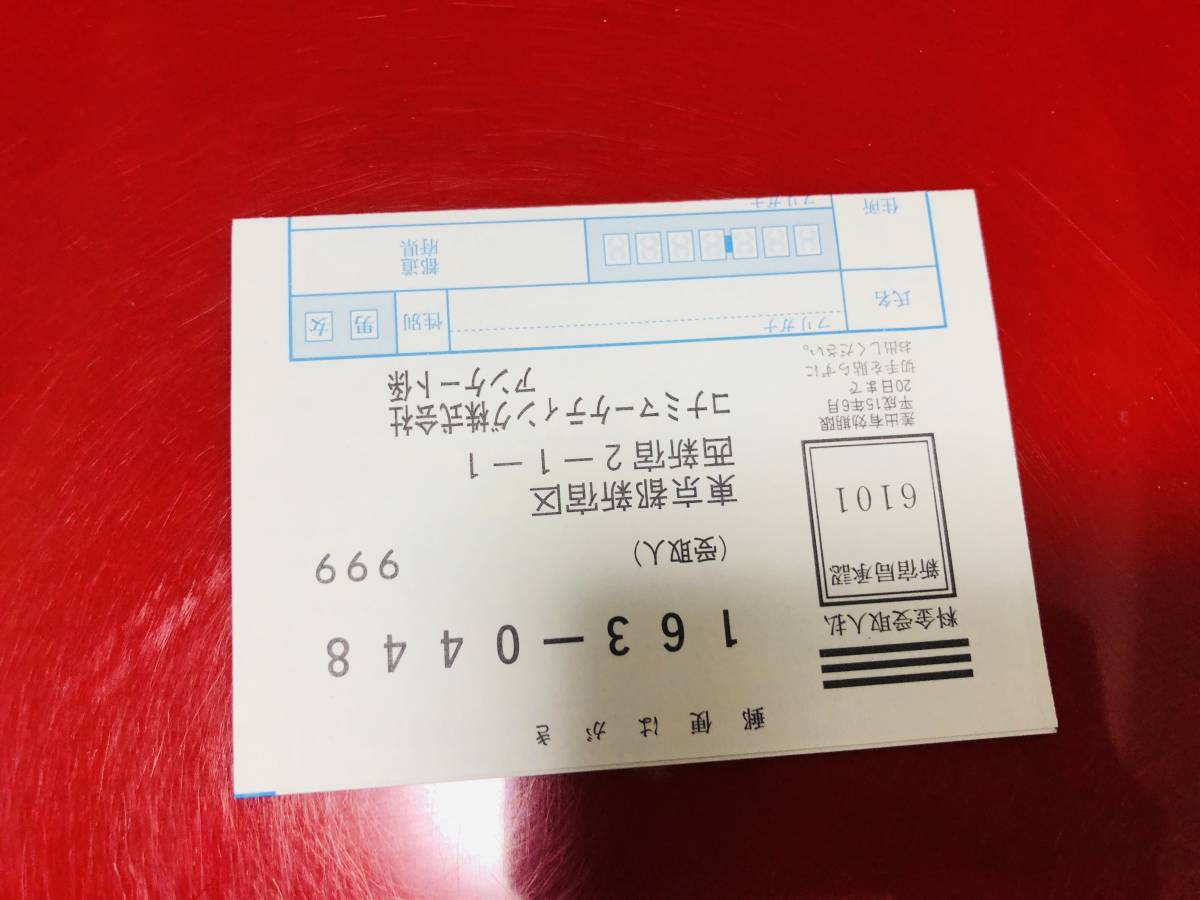 郵便はがき
料金受取人払
163-0448
999
新宿局承認
6101
(受取人)
東京都新宿区
西新宿2－1－1
コナミマーケティング株式会社
アンケート係
差出有効期限
平成15年6月
20日まで
切手を貼らずに
お出しください。
氏名
フリガナ
性別
男
女
住所
都道
府県
フリガナ